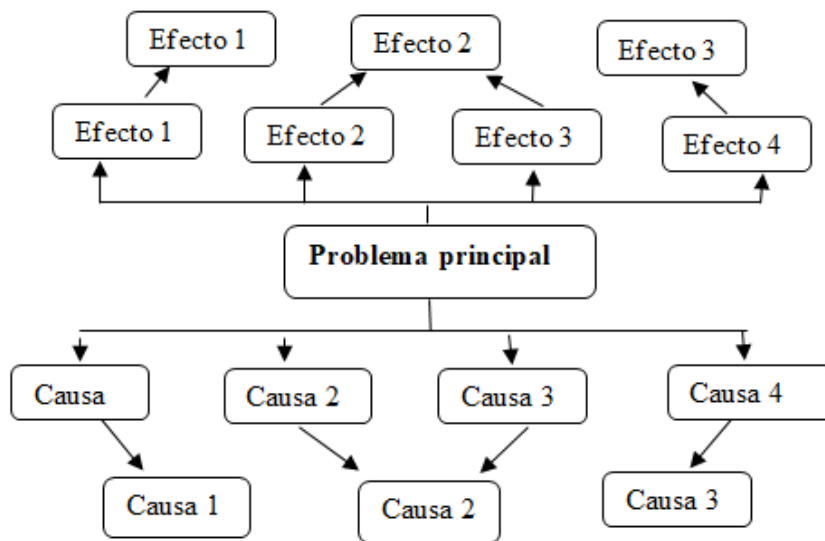 Efecto 1
Efecto 2
Efecto 3
Efecto 1
Efecto 2
Efecto 3
Efecto 4
Problema principal
Causa
Causa 2
Causa 3
Causa 4
Causa 1
Causa 2
Causa 3